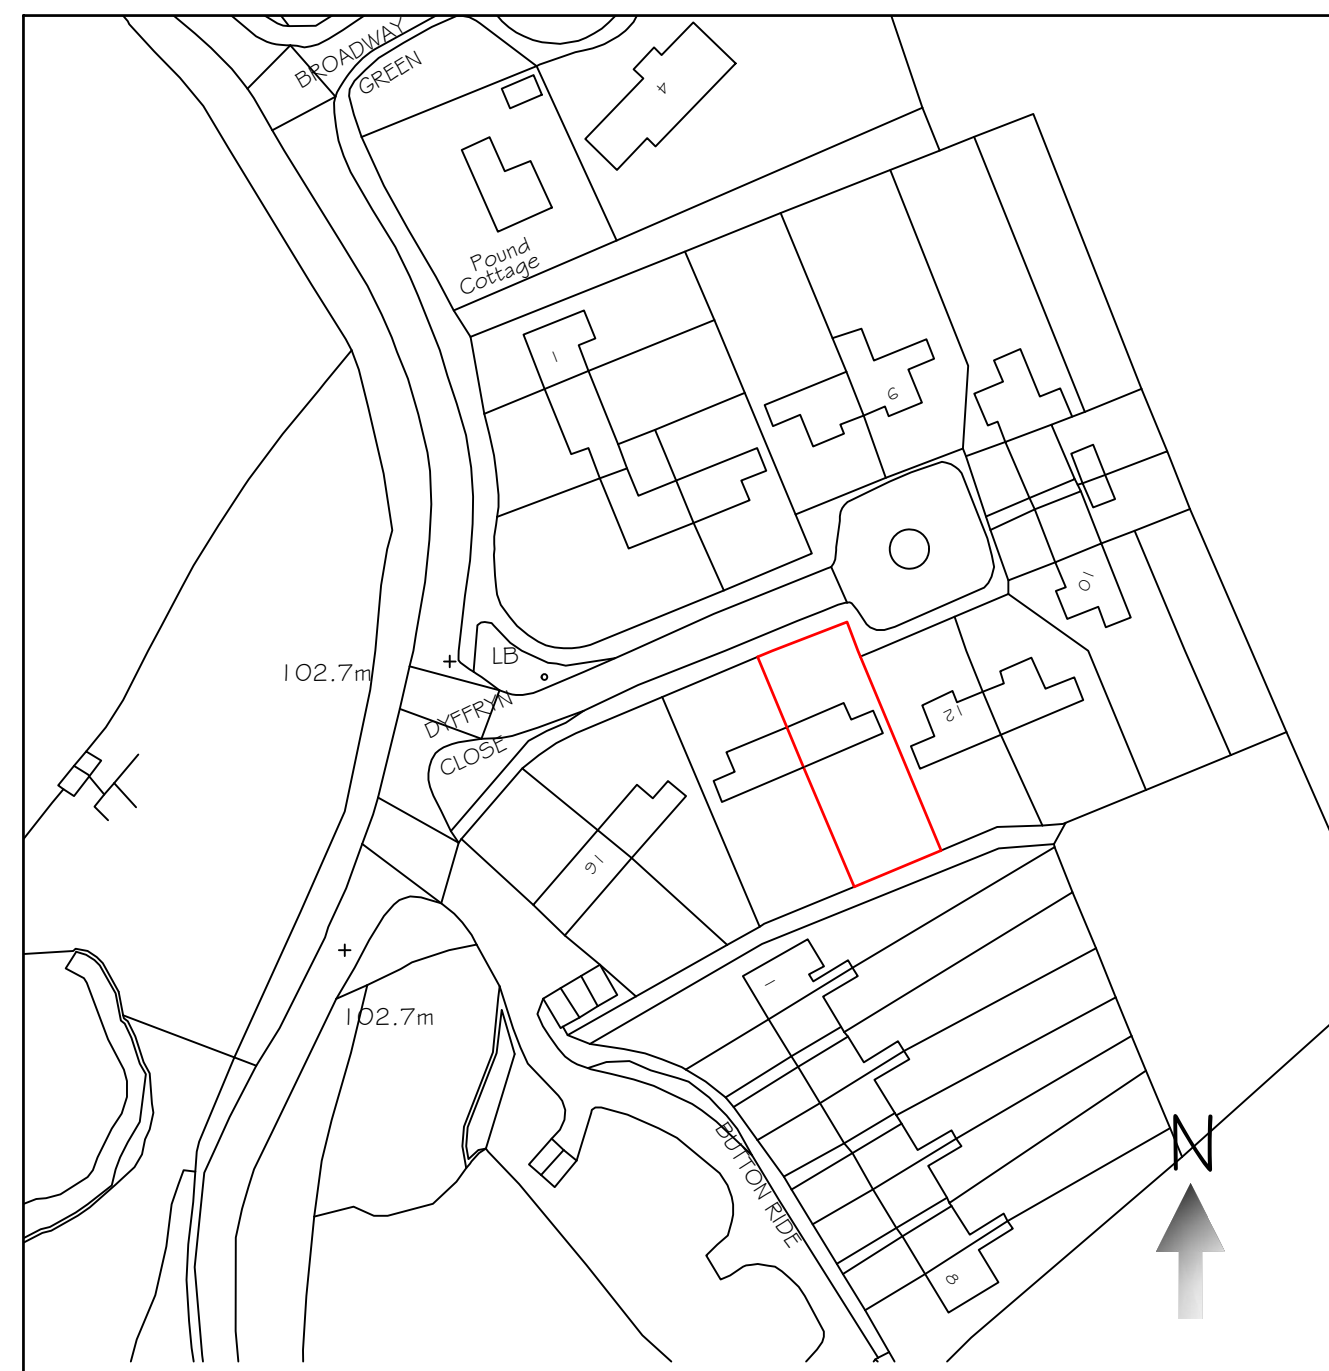 BROADWAY
GREEN
4
Pound
Cottage
1
6
10
LB
102.7m
DYFFRYN
CLOSE
12
16
1
102.7m
BUTTON RIDE
N
8